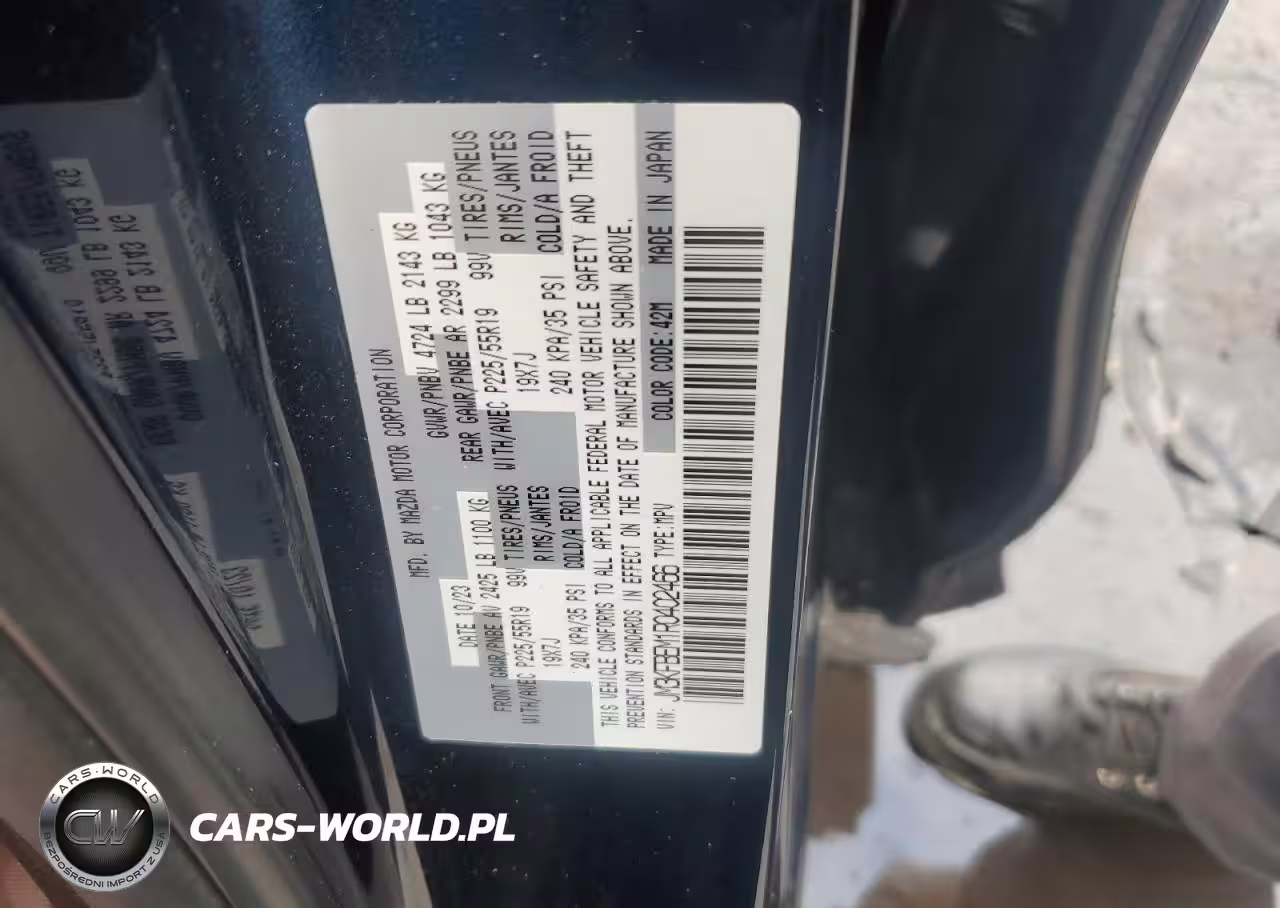 MFD. BY MAZDA MOTOR CORPORATION
DATE 10/23 GVWR/PNBV 4724 LB 2143 KG
FRONT GAWR/PNBE AV 2425 LB 1100 KG REAR GAWR/PNBE AR 2299 LB 1043 KG
WITH/AVEC P225/55R19 99V TIRES/PNEUS WITH/AVEC P225/55R19 99V TIRES/PNEUS
19X7J RIMS/JANTES 19X7J RIMS/JANTES
240 KPA/35 PSI COLD/A FROID 240 KPA/35 PSI COLD/A FROID
THIS VEHICLE CONFORMS TO ALL APPLICABLE FEDERAL MOTOR VEHICLE SAFETY AND THEFT
PREVENTION STANDARDS IN EFFECT ON THE DATE OF MANUFACTURE SHOWN ABOVE.
VIN: JM3KFBEM1R0402466 TYPE:MPV COLOR CODE:42M MADE IN JAPAN
CARS-WORLD
CW
BEZPOŚREDNI IMPORT Z USA
CARS-WORLD.PL